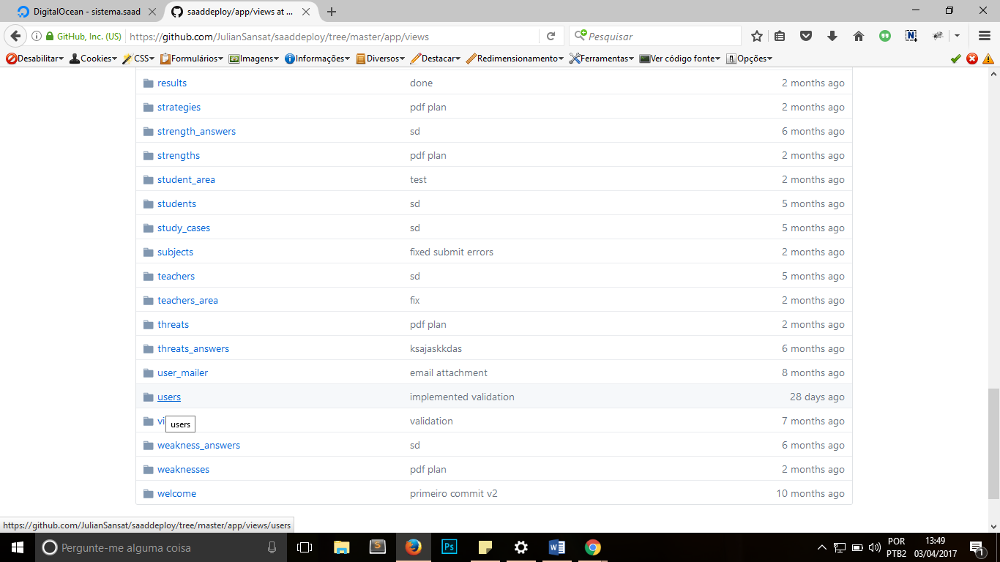 DigitalOcean - sistema.saad
saaddeploy/app/views at ...
GitHub, Inc. (US)
https://github.com/JulianSansat/saaddeploy/tree/master/app/views
Pesquisar
Desabilitar Cookies CSS Formulários Imagens Informações Diversos Destacar Redimensionamento Ferramentas Ver código fonte Opções
results done 2 months ago
strategies pdf plan 2 months ago
strength_answers sd 6 months ago
strengths pdf plan 2 months ago
student_area test 2 months ago
students sd 5 months ago
study_cases sd 5 months ago
subjects fixed submit errors 2 months ago
teachers sd 5 months ago
teachers_area fix 2 months ago
threats pdf plan 2 months ago
threats_answers ksajaskkdas 6 months ago
user_mailer email attachment 8 months ago
users implemented validation 28 days ago
vi users validation 7 months ago
weakness_answers sd 6 months ago
weaknesses pdf plan 2 months ago
welcome primeiro commit v2 10 months ago
https://github.com/JulianSansat/saaddeploy/tree/master/app/views/users
Pergunte-me alguma coisa
S
Ps
W
POR
PTB2
13:49
03/04/2017
1